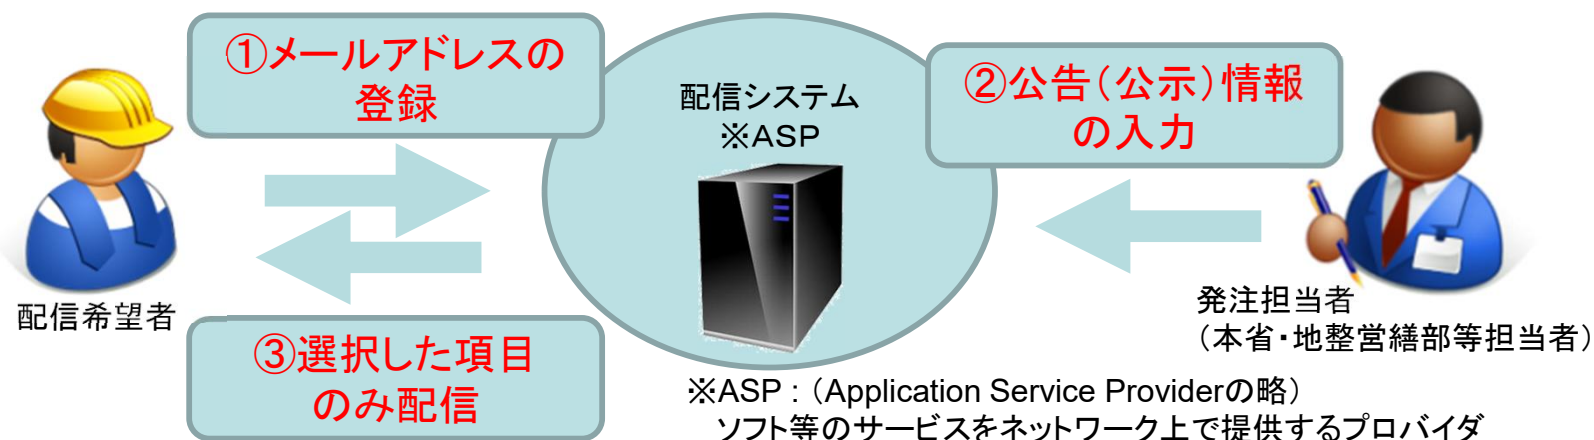 ①メールアドレスの
登録
配信システム
※ASP
②公告（公示）情報
の入力
配信希望者
③選択した項目
のみ配信
発注担当者
（本省・地整営繕部等担当者）
※ASP：（Application Service Providerの略）
ソフト等のサービスをネットワーク上で提供するプロバイダ